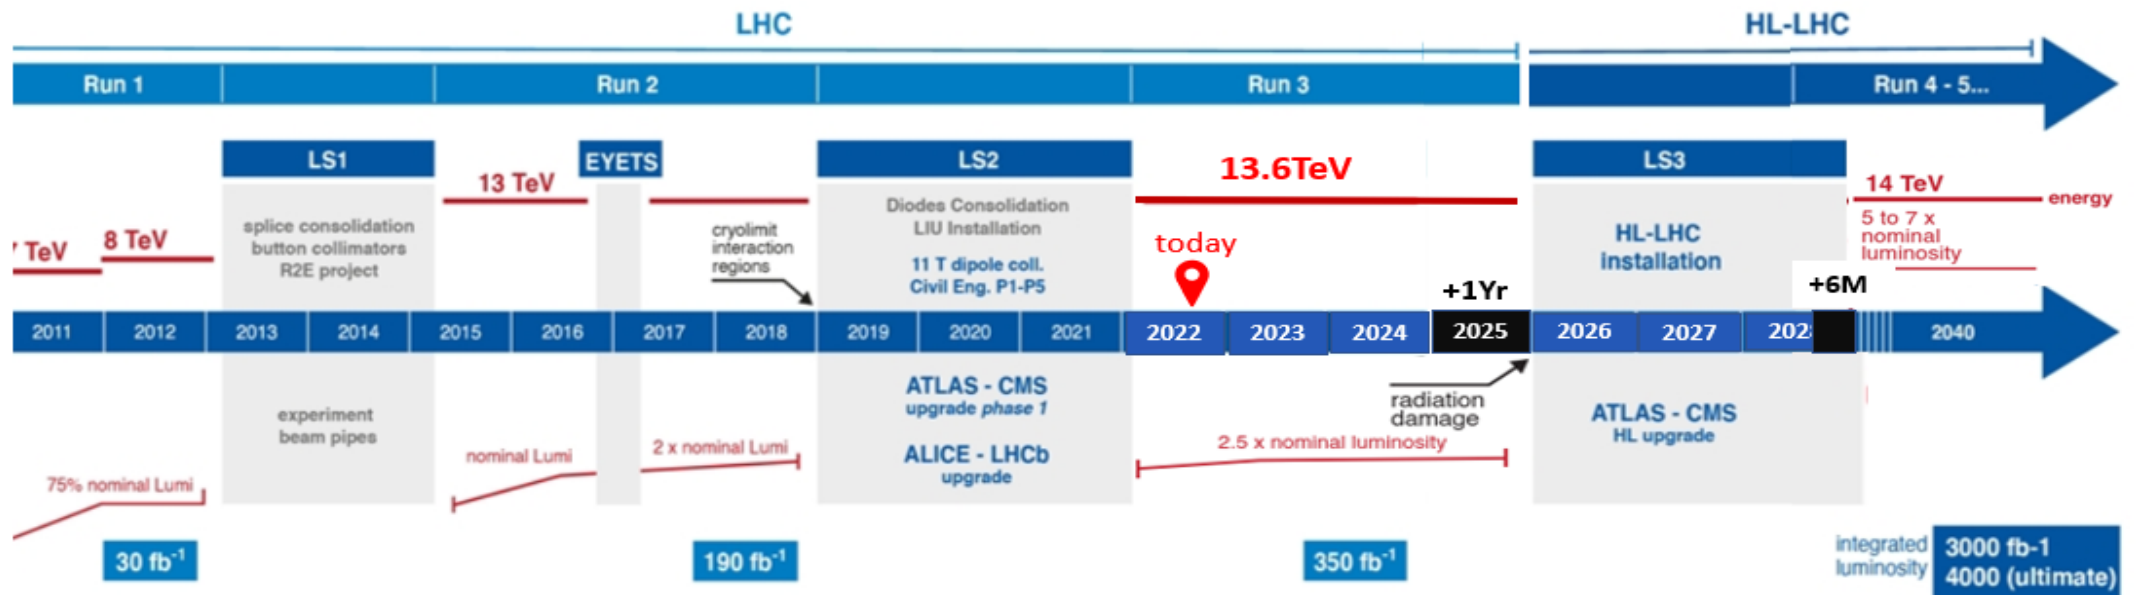 LHC
HL-LHC
Run 1
Run 2
Run 3
Run 4 - 5...
LS1
EYETS
LS2
LS3
13 TeV
13.6TeV
14 TeV
energy
TeV
8 TeV
splice consolidation
button collimators
R2E project
cryolimit
interaction
regions
Diodes Consolidation
LIU Installation
11 T dipole coll.
Civil Eng. P1-P5
today
HL-LHC
installation
5 to 7 x
nominal
luminosity
+1Yr
+6M
2011
2012
2013
2014
2015
2016
2017
2018
2019
2020
2021
2022
2023
2024
2025
2026
2027
202
2040
experiment
beam pipes
ATLAS - CMS
upgrade phase 1
ALICE - LHCb
upgrade
radiation
damage
ATLAS - CMS
HL upgrade
75% nominal Lumi
nominal Lumi
2 x nominal Lumi
2.5 x nominal luminosity
30 fb⁻¹
190 fb⁻¹
350 fb⁻¹
integrated
luminosity
3000 fb-1
4000 (ultimate)